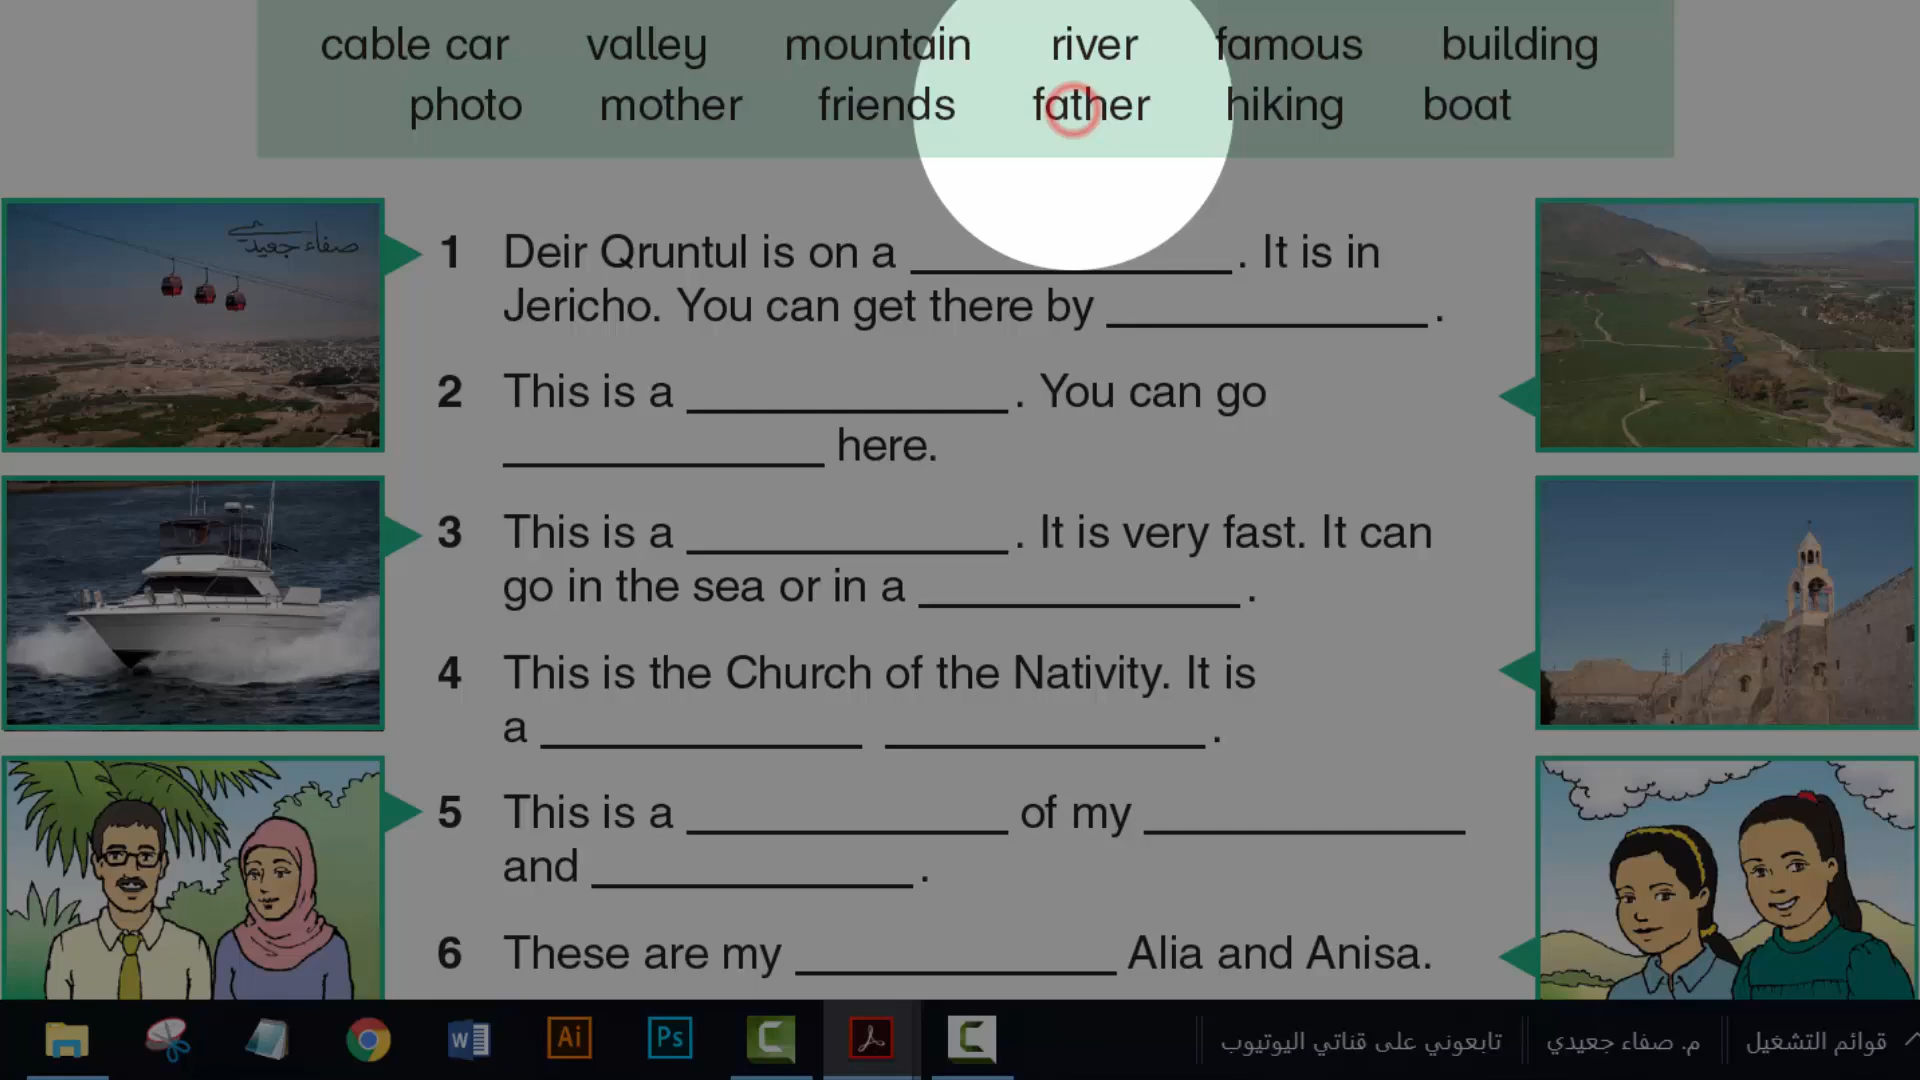 cable car valley mountain river famous building
photo mother friends father hiking boat
صفاء جعيدي
1 Deir Qruntul is on a ______________. It is in
Jericho. You can get there by ______________.
2 This is a ______________. You can go
______________ here.
3 This is a ______________. It is very fast. It can
go in the sea or in a ______________.
4 This is the Church of the Nativity. It is
a ______________ ______________.
5 This is a ______________ of my ______________
and ______________.
6 These are my ______________ Alia and Anisa.
W Ai Ps C C
قوائم التشغيل م. صفاء جعيدي تابعوني على قناتي اليوتيوب